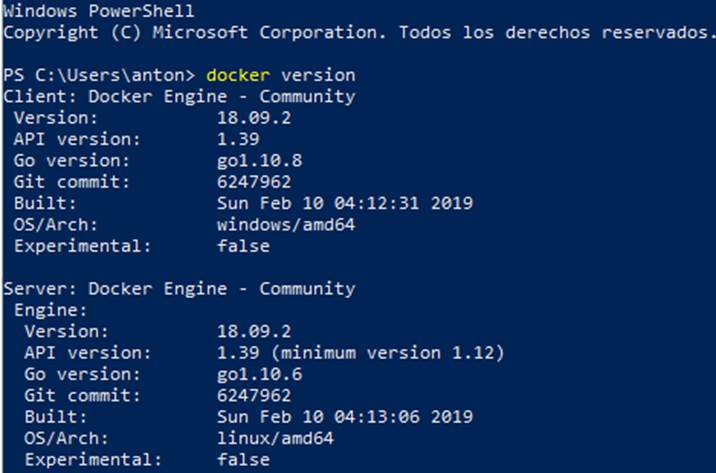 Windows PowerShell
Copyright (C) Microsoft Corporation. Todos los derechos reservados.
PS C:\Users\anton> docker version
Client: Docker Engine - Community
Version: 18.09.2
API version: 1.39
Go version: go1.10.8
Git commit: 6247962
Built: Sun Feb 10 04:12:31 2019
OS/Arch: windows/amd64
Experimental: false
Server: Docker Engine - Community
Engine:
Version: 18.09.2
API version: 1.39 (minimum version 1.12)
Go version: go1.10.6
Git commit: 6247962
Built: Sun Feb 10 04:13:06 2019
OS/Arch: linux/amd64
Experimental: false